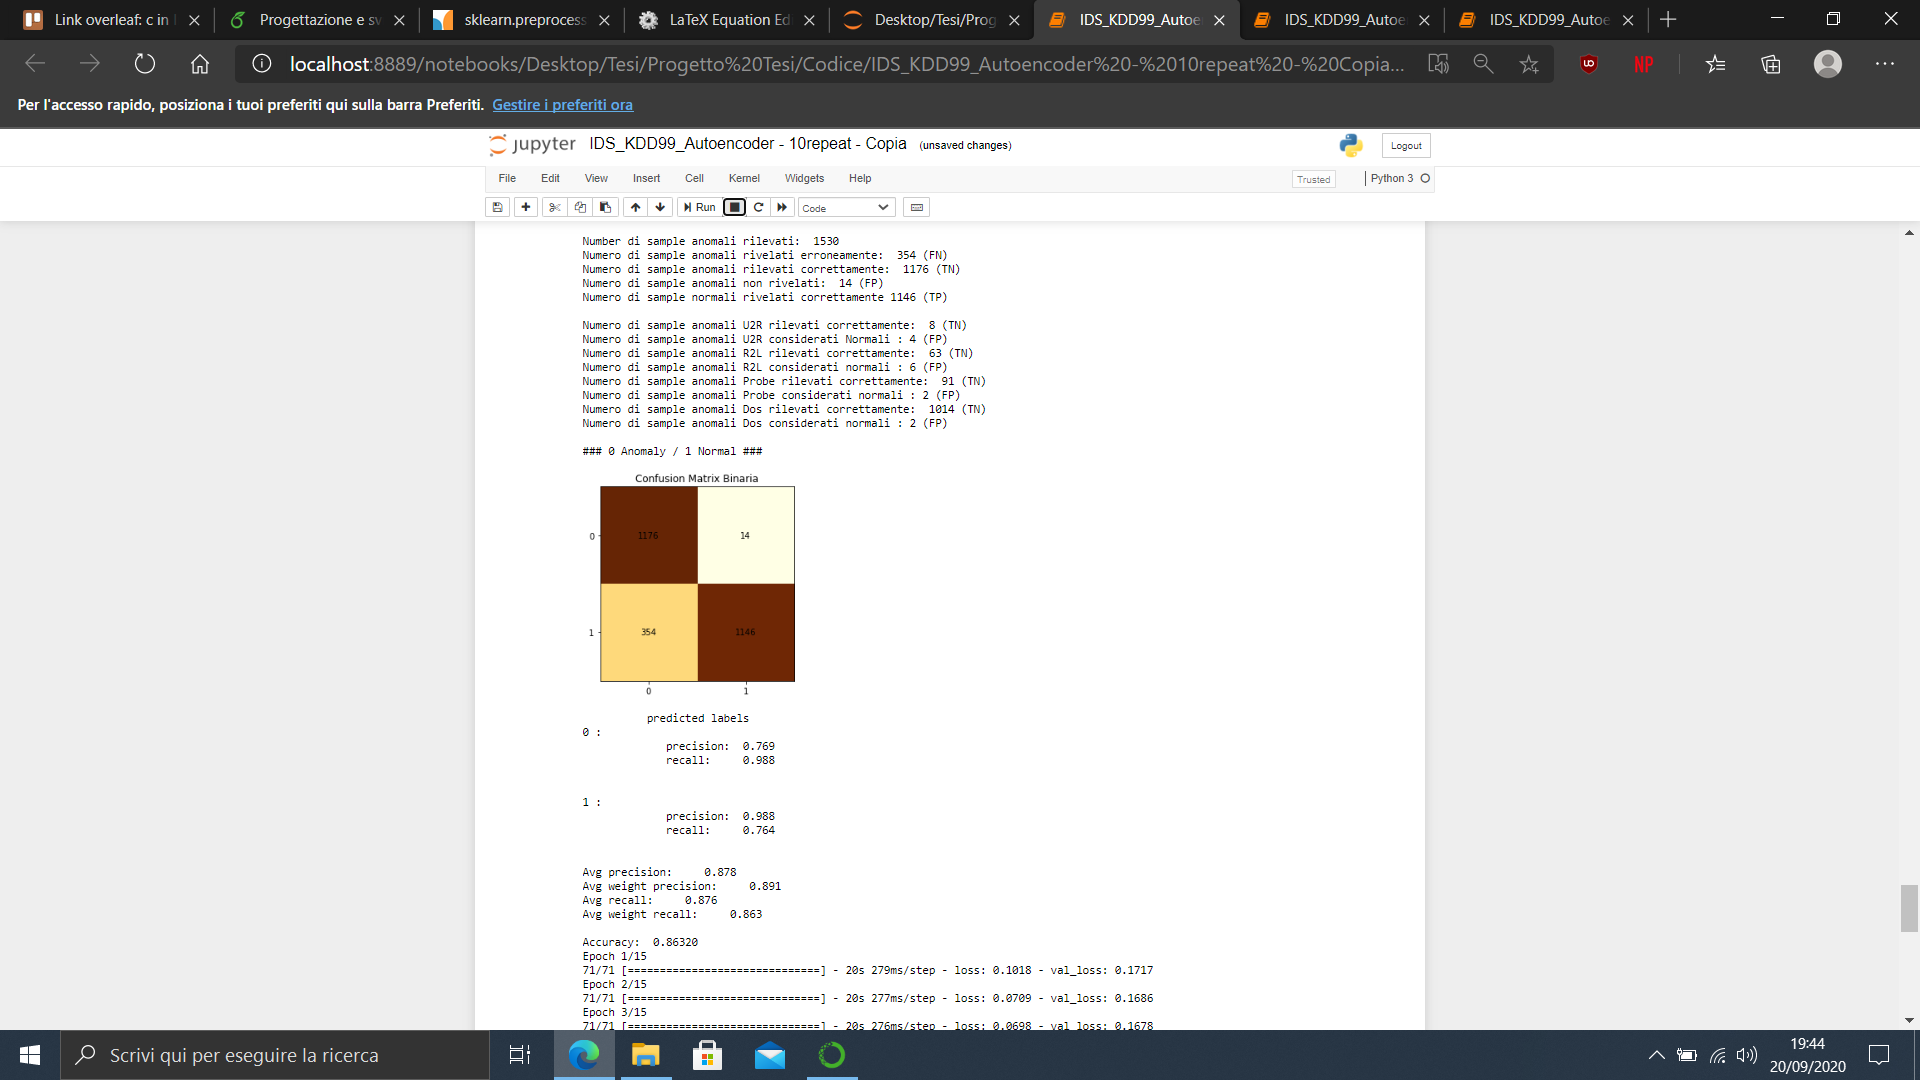 Link overleaf: c in
Progettazione e sv
sklearn.preprocess
LaTeX Equation Edi
Desktop/Tesi/Prog
IDS_KDD99_Autoe
IDS_KDD99_Autoe
IDS_KDD99_Autoe
localhost:8889/notebooks/Desktop/Tesi/Progetto%20Tesi/Codice/IDS_KDD99_Autoencoder%20-%2010repeat%20-%20Copia...
NP
Per l'accesso rapido, posiziona i tuoi preferiti qui sulla barra Preferiti. Gestire i preferiti ora
jupyter IDS_KDD99_Autoencoder - 10repeat - Copia (unsaved changes)
Logout
File Edit View Insert Cell Kernel Widgets Help
Trusted Python 3
Run Code
Number di sample anomali rilevati: 1530
Numero di sample anomali rivelati erroneamente: 354 (FN)
Numero di sample anomali rilevati correttamente: 1176 (TN)
Numero di sample anomali non rivelati: 14 (FP)
Numero di sample normali rivelati correttamente 1146 (TP)
Numero di sample anomali U2R rilevati correttamente: 8 (TN)
Numero di sample anomali U2R considerati Normali : 4 (FP)
Numero di sample anomali R2L rilevati correttamente: 63 (TN)
Numero di sample anomali R2L considerati normali : 6 (FP)
Numero di sample anomali Probe rilevati correttamente: 91 (TN)
Numero di sample anomali Probe considerati normali : 2 (FP)
Numero di sample anomali Dos rilevati correttamente: 1014 (TN)
Numero di sample anomali Dos considerati normali : 2 (FP)
### 0 Anomaly / 1 Normal ###
Confusion Matrix Binaria
0 1176 14
1 354 1146
0 1
predicted labels
0 :
precision: 0.769
recall: 0.988
1 :
precision: 0.988
recall: 0.764
Avg precision: 0.878
Avg weight precision: 0.891
Avg recall: 0.876
Avg weight recall: 0.863
Accuracy: 0.86320
Epoch 1/15
71/71 [==============================] - 20s 279ms/step - loss: 0.1018 - val_loss: 0.1717
Epoch 2/15
71/71 [==============================] - 20s 277ms/step - loss: 0.0709 - val_loss: 0.1686
Epoch 3/15
71/71 [==============================] - 20s 276ms/step - loss: 0.0698 - val_loss: 0.1678
Scrivi qui per eseguire la ricerca
19:44
20/09/2020